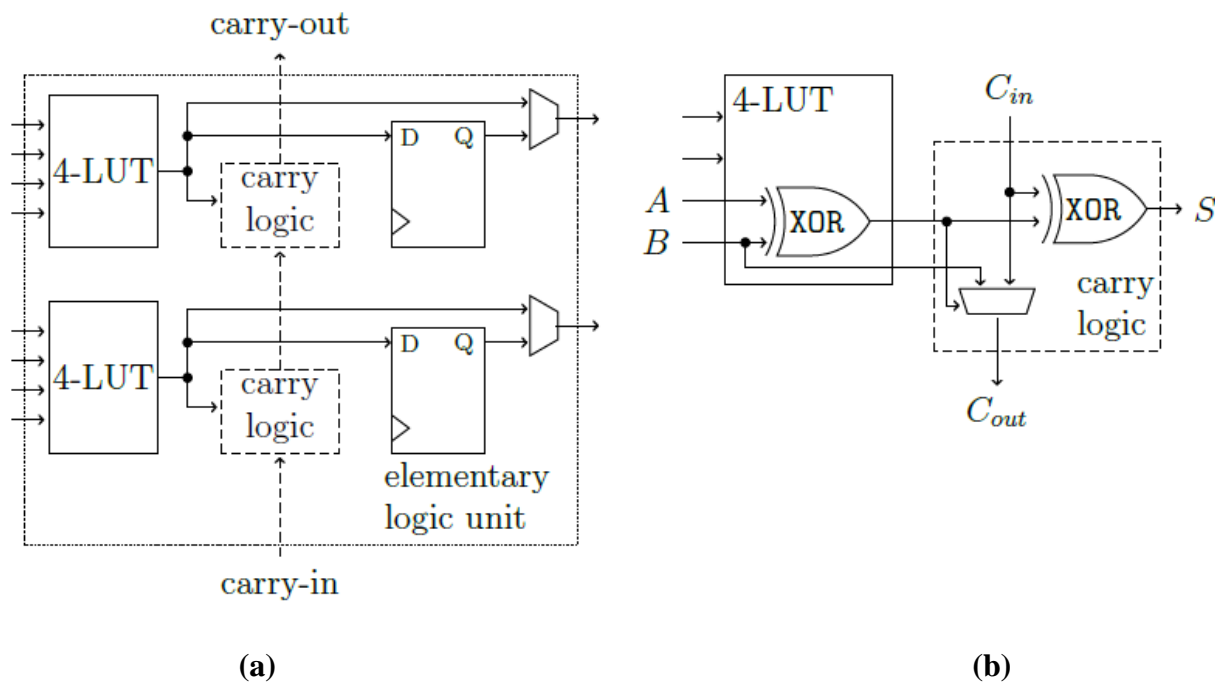 carry-out
4-LUT
carry
logic
D
Q
4-LUT
carry
logic
D
Q
elementary
logic unit
carry-in
(a)
4-LUT
C_in
A
B
XOR
XOR
S
carry
logic
C_out
(b)